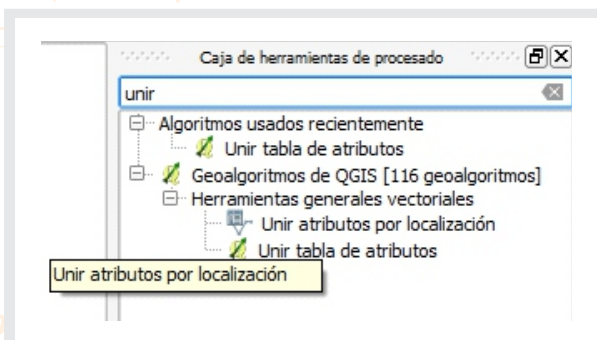 Caja de herramientas de procesado
unir
Algoritmos usados recientemente
Unir tabla de atributos
Geoalgoritmos de QGIS [116 geoalgoritmos]
Herramientas generales vectoriales
Unir atributos por localización
Unir tabla de atributos
Unir atributos por localización